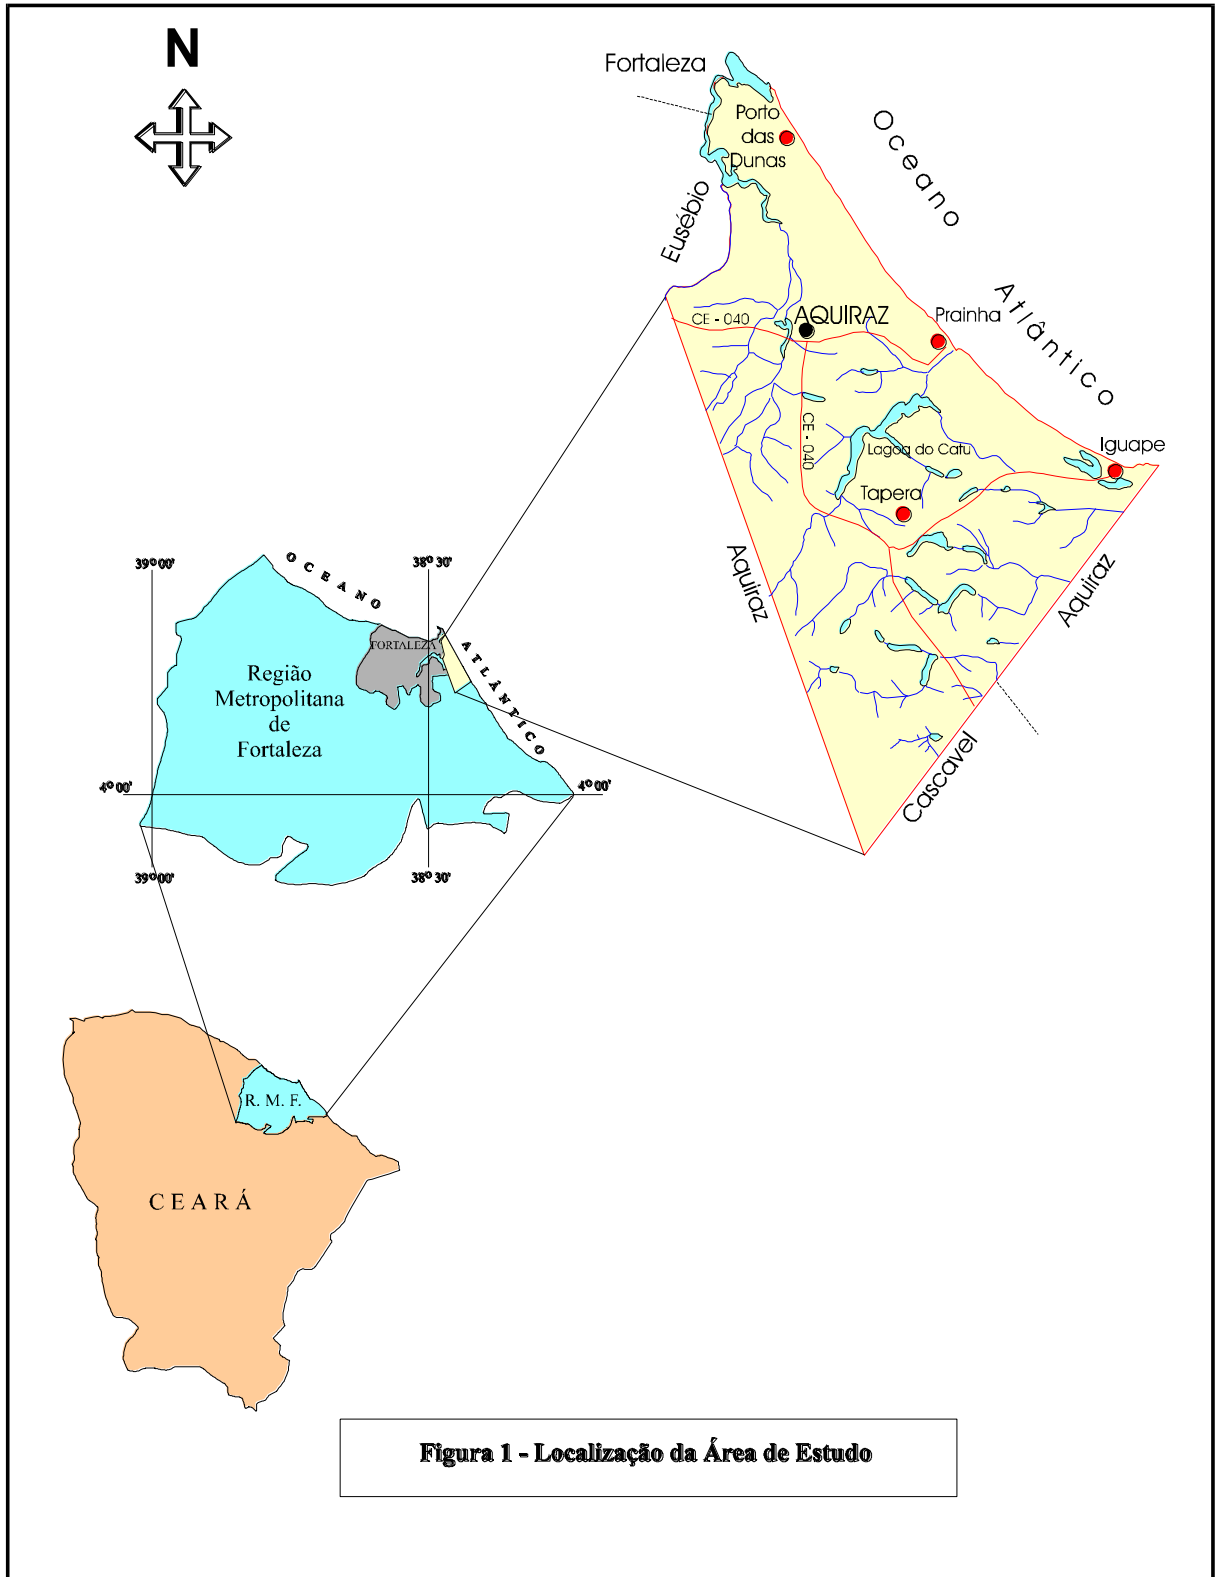 N
Fortaleza
Porto
das
Dunas
Oceano
Atlântico
Eusébio
CE - 040
AQUIRAZ
Prainha
CE - 040
Lagoa do Catu
Iguape
Tapera
Aquiraz
Aquiraz
Cascavel
39º 00'
38º 30'
OCEANO
ATLÂNTICO
FORTALEZA
Região
Metropolitana
de
Fortaleza
4º 00'
4º 00'
39º 00'
38º 30'
R. M. F.
CEARÁ
Figura 1 - Localização da Área de Estudo